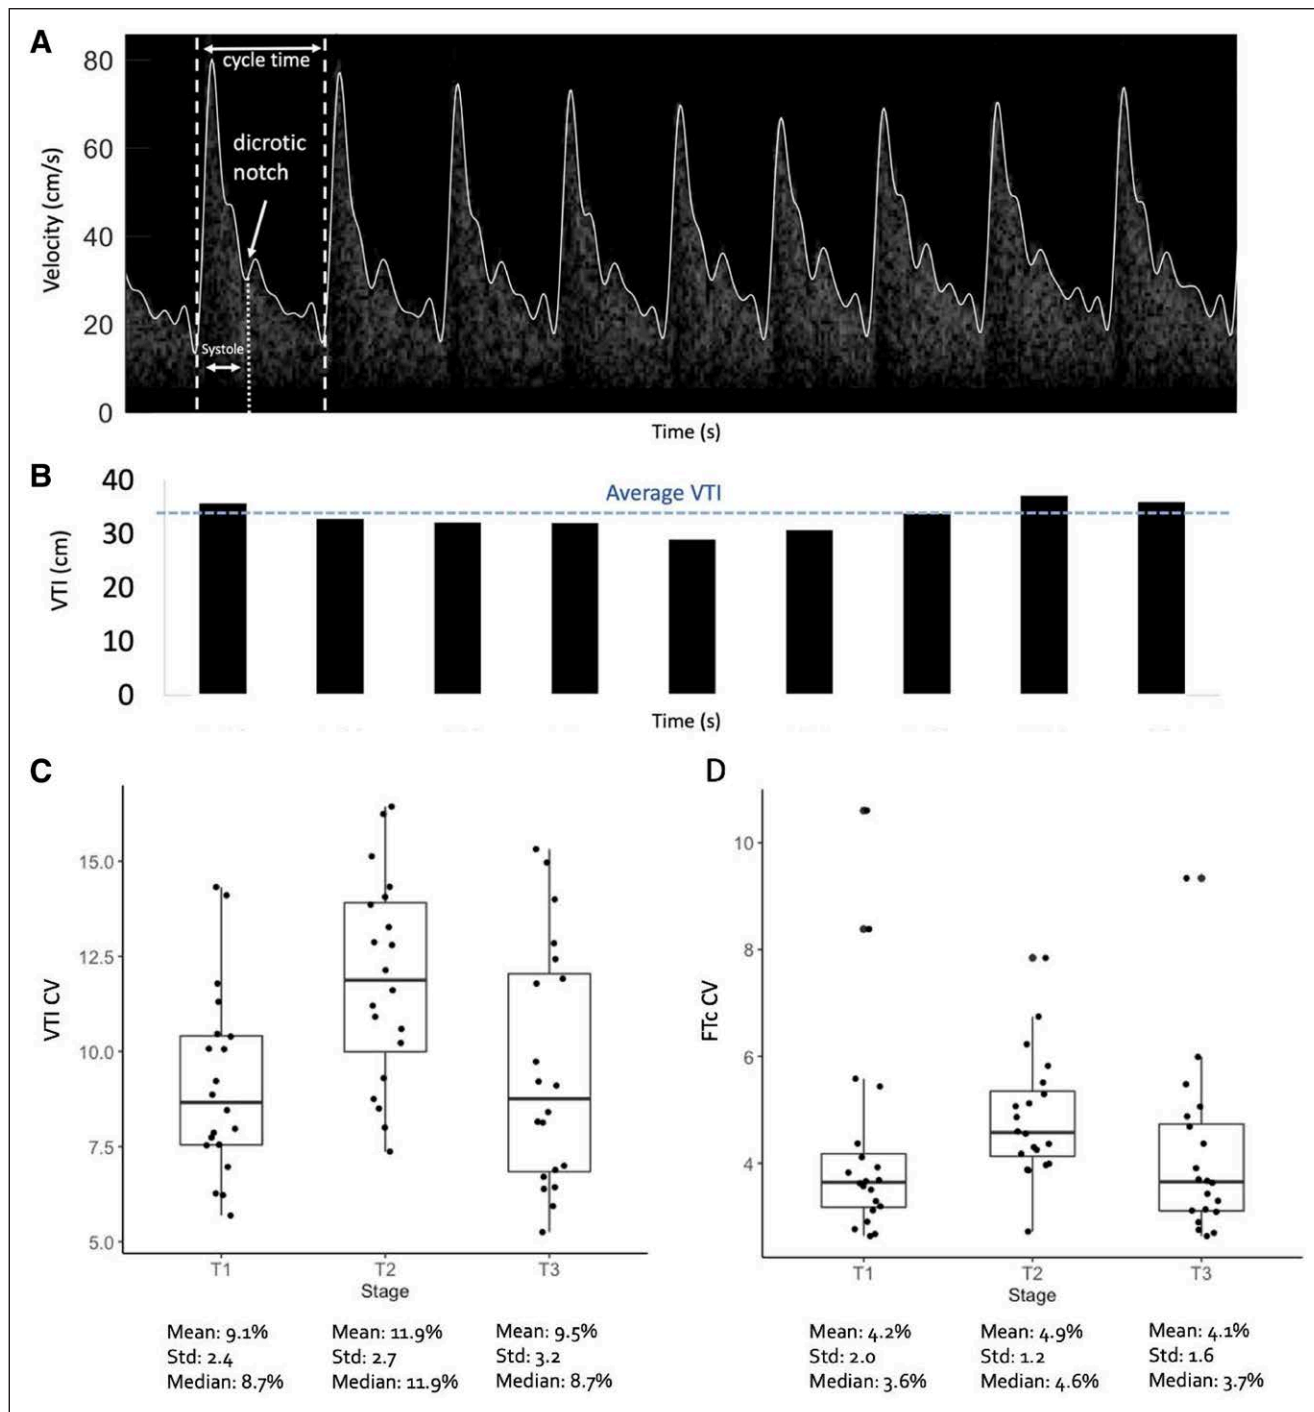 A
80
60
40
20
0
Velocity (cm/s)
cycle time
dicrotic
notch
Systole
Time (s)
B
40
30
20
10
0
VTI (cm)
Average VTI
Time (s)
C
15.0
12.5
10.0
7.5
5.0
VTI CV
T1 T2 T3
Stage
Mean: 9.1% Mean: 11.9% Mean: 9.5%
Std: 2.4 Std: 2.7 Std: 3.2
Median: 8.7% Median: 11.9% Median: 8.7%
D
10
8
6
4
FTc CV
T1 T2 T3
Stage
Mean: 4.2% Mean: 4.9% Mean: 4.1%
Std: 2.0 Std: 1.2 Std: 1.6
Median: 3.6% Median: 4.6% Median: 3.7%